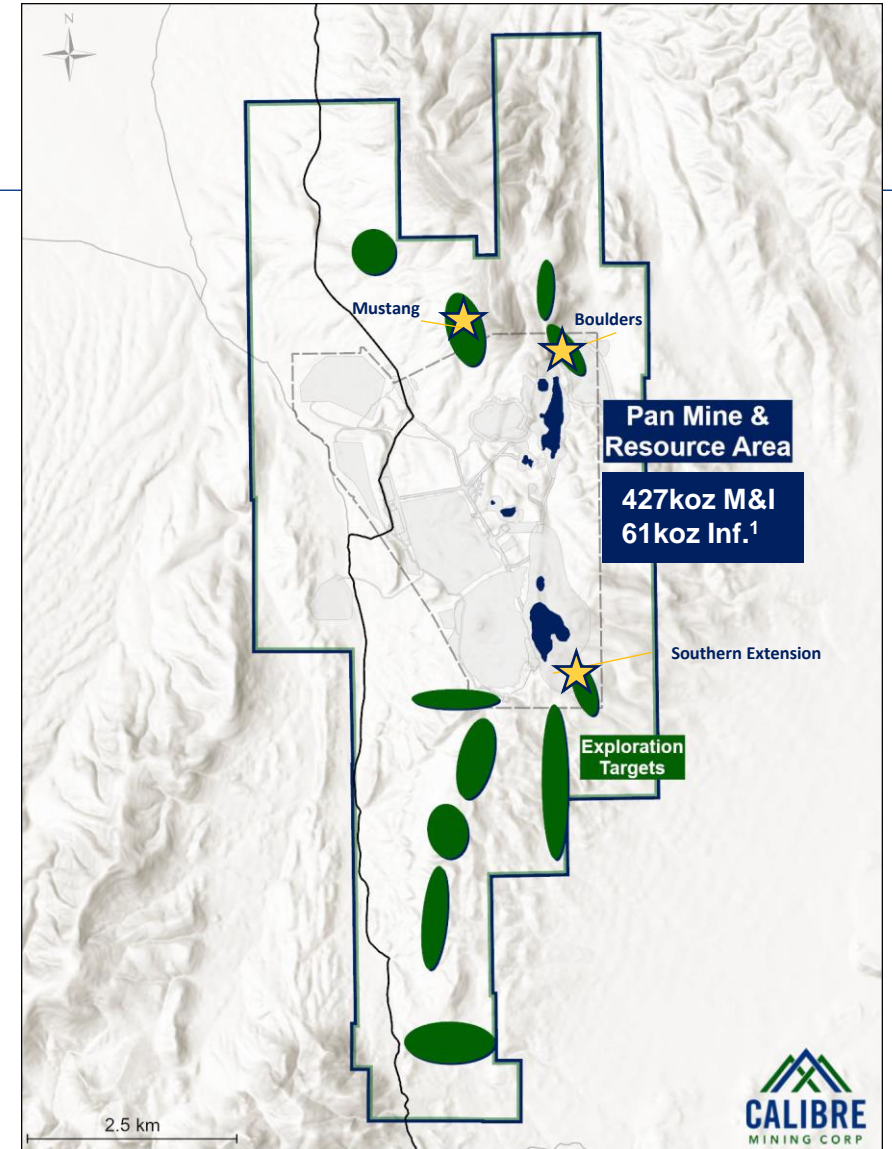 N
Mustang
Boulders
Pan Mine &
Resource Area
427koz M&I
61koz Inf.¹
Southern Extension
Exploration
Targets
2.5 km
CALIBRE
MINING CORP